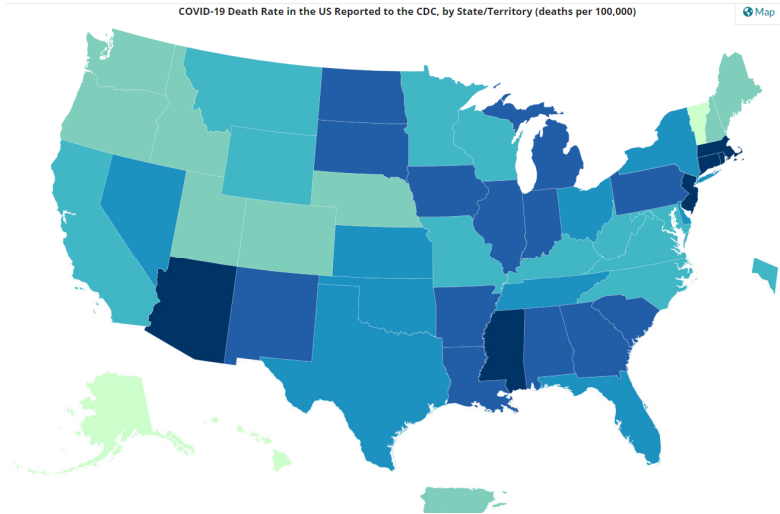 COVID-19 Death Rate in the US Reported to the CDC, by State/Territory (deaths per 100,000)
Map